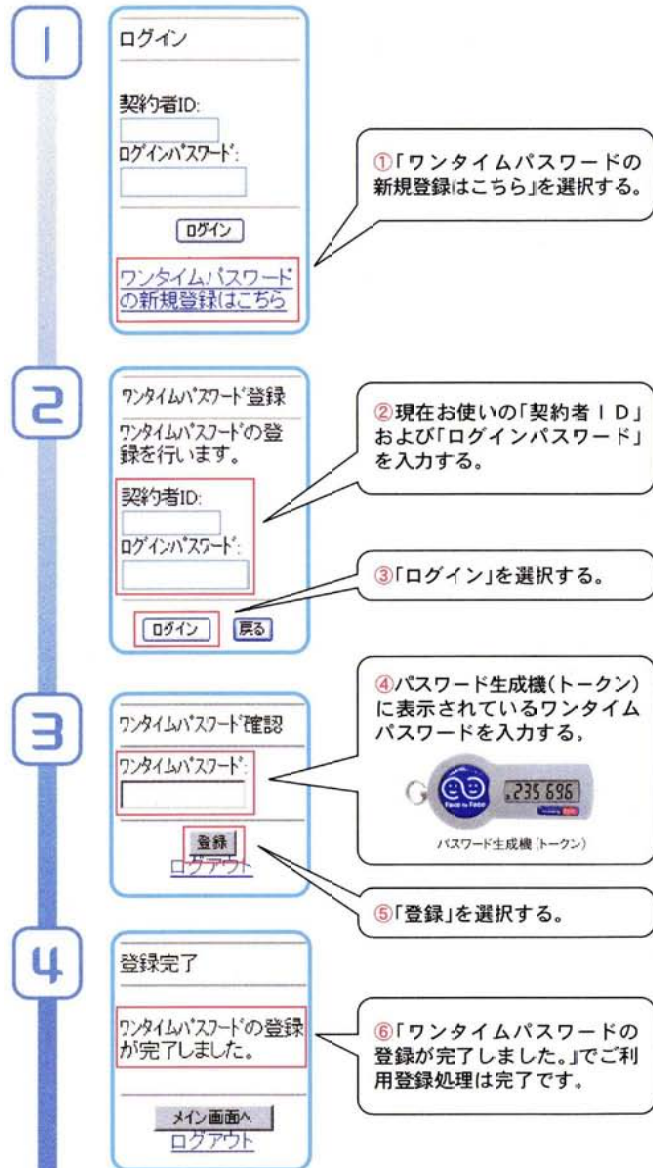 1
ログイン
契約者ID:
ﾛｸﾞｲﾝﾊﾟｽﾜｰﾄﾞ:
ログイン
ワンタイムパスワード
の新規登録はこちら
①「ワンタイムパスワードの
新規登録はこちら」を選択する。
2
ﾜﾝﾀｲﾑﾊﾟｽﾜｰﾄﾞ登録
ﾜﾝﾀｲﾑﾊﾟｽﾜｰﾄﾞの登
録を行います。
契約者ID:
ﾛｸﾞｲﾝﾊﾟｽﾜｰﾄﾞ:
ログイン 戻る
②現在お使いの「契約者ＩＤ」
および「ログインパスワード」
を入力する。
③「ログイン」を選択する。
3
ﾜﾝﾀｲﾑﾊﾟｽﾜｰﾄﾞ確認
ﾜﾝﾀｲﾑﾊﾟｽﾜｰﾄﾞ:
登録
ログアウト
④パスワード生成機(トークン)
に表示されているワンタイム
パスワードを入力する。
Face to Face
235 696
パスワード生成機(トークン)
⑤「登録」を選択する。
4
登録完了
ﾜﾝﾀｲﾑﾊﾟｽﾜｰﾄﾞの登録
が完了しました。
メイン画面へ
ログアウト
⑥「ワンタイムパスワードの
登録が完了しました。」でご利
用登録処理は完了です。